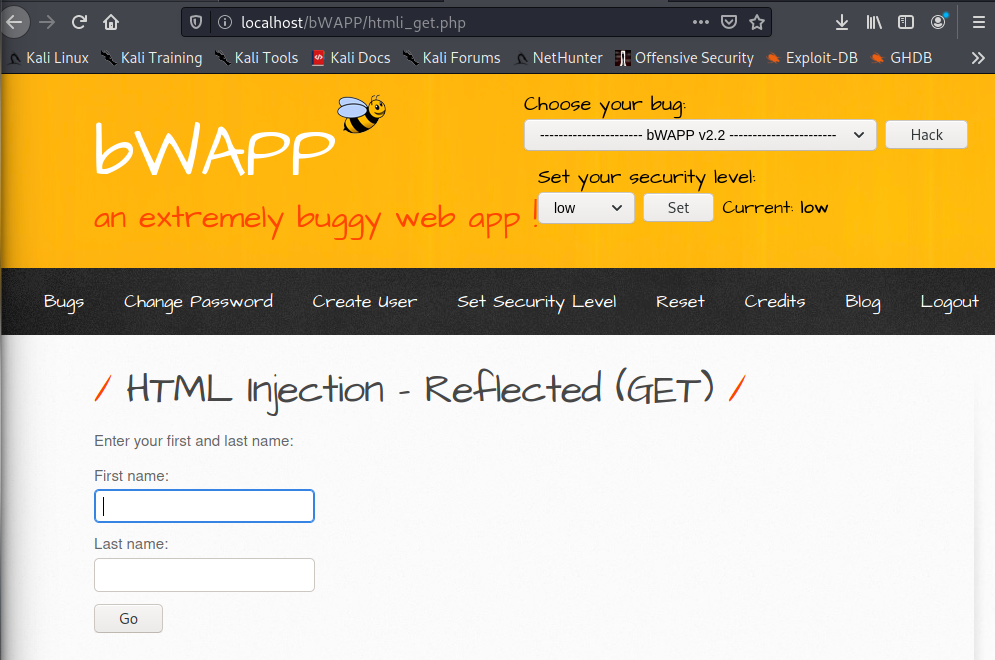 localhost/bWAPP/htmli_get.php
Kali Linux Kali Training Kali Tools Kali Docs Kali Forums NetHunter Offensive Security Exploit-DB GHDB
bWAPP
an extremely buggy web app !
Choose your bug:
---------------------- bWAPP v2.2 ----------------------- Hack
Set your security level:
low Set Current: low
Bugs Change Password Create User Set Security Level Reset Credits Blog Logout
/ HTML Injection - Reflected (GET) /
Enter your first and last name:
First name:
Last name:
Go